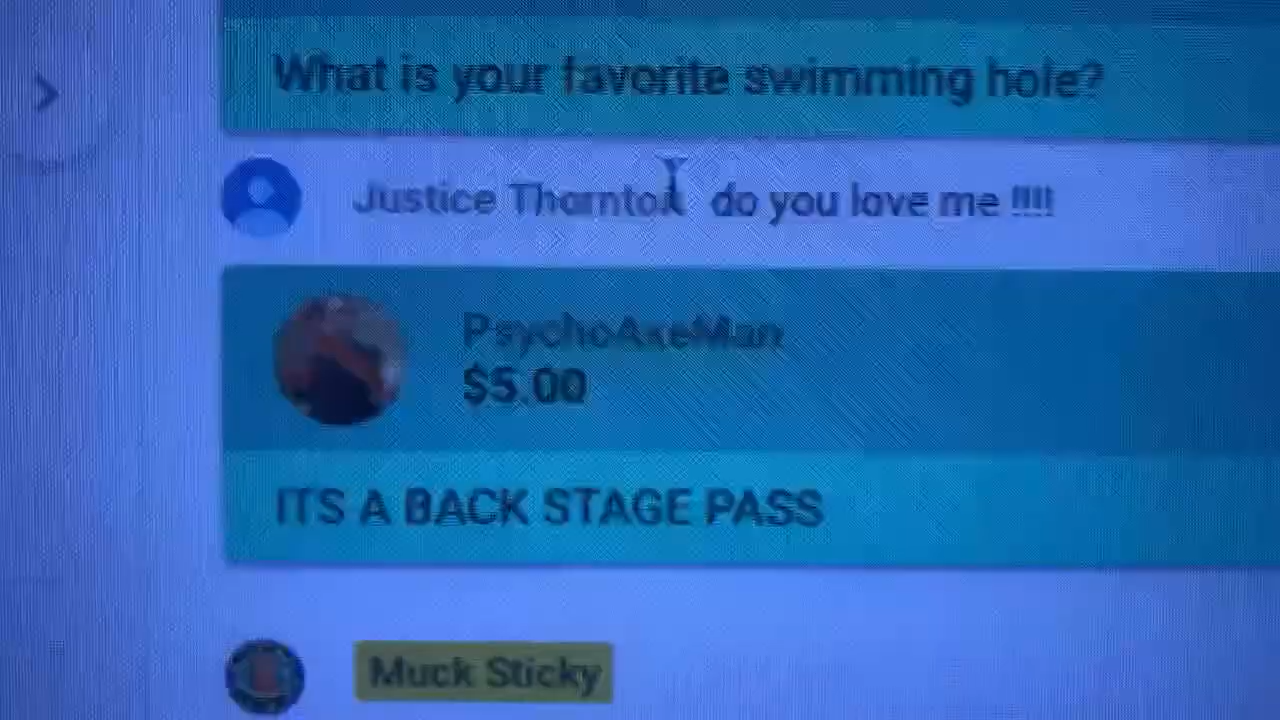 What is your favorite swimming hole?
Justice Thornton do you love me !!!!
PsychoAxeMan
$5.00
ITS A BACK STAGE PASS
Muck Sticky